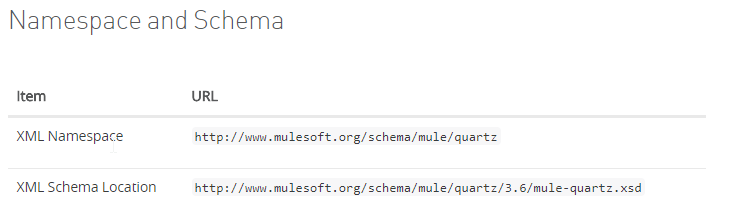 Namespace and Schema
Item URL
XML Namespace http://www.mulesoft.org/schema/mule/quartz
XML Schema Location http://www.mulesoft.org/schema/mule/quartz/3.6/mule-quartz.xsd